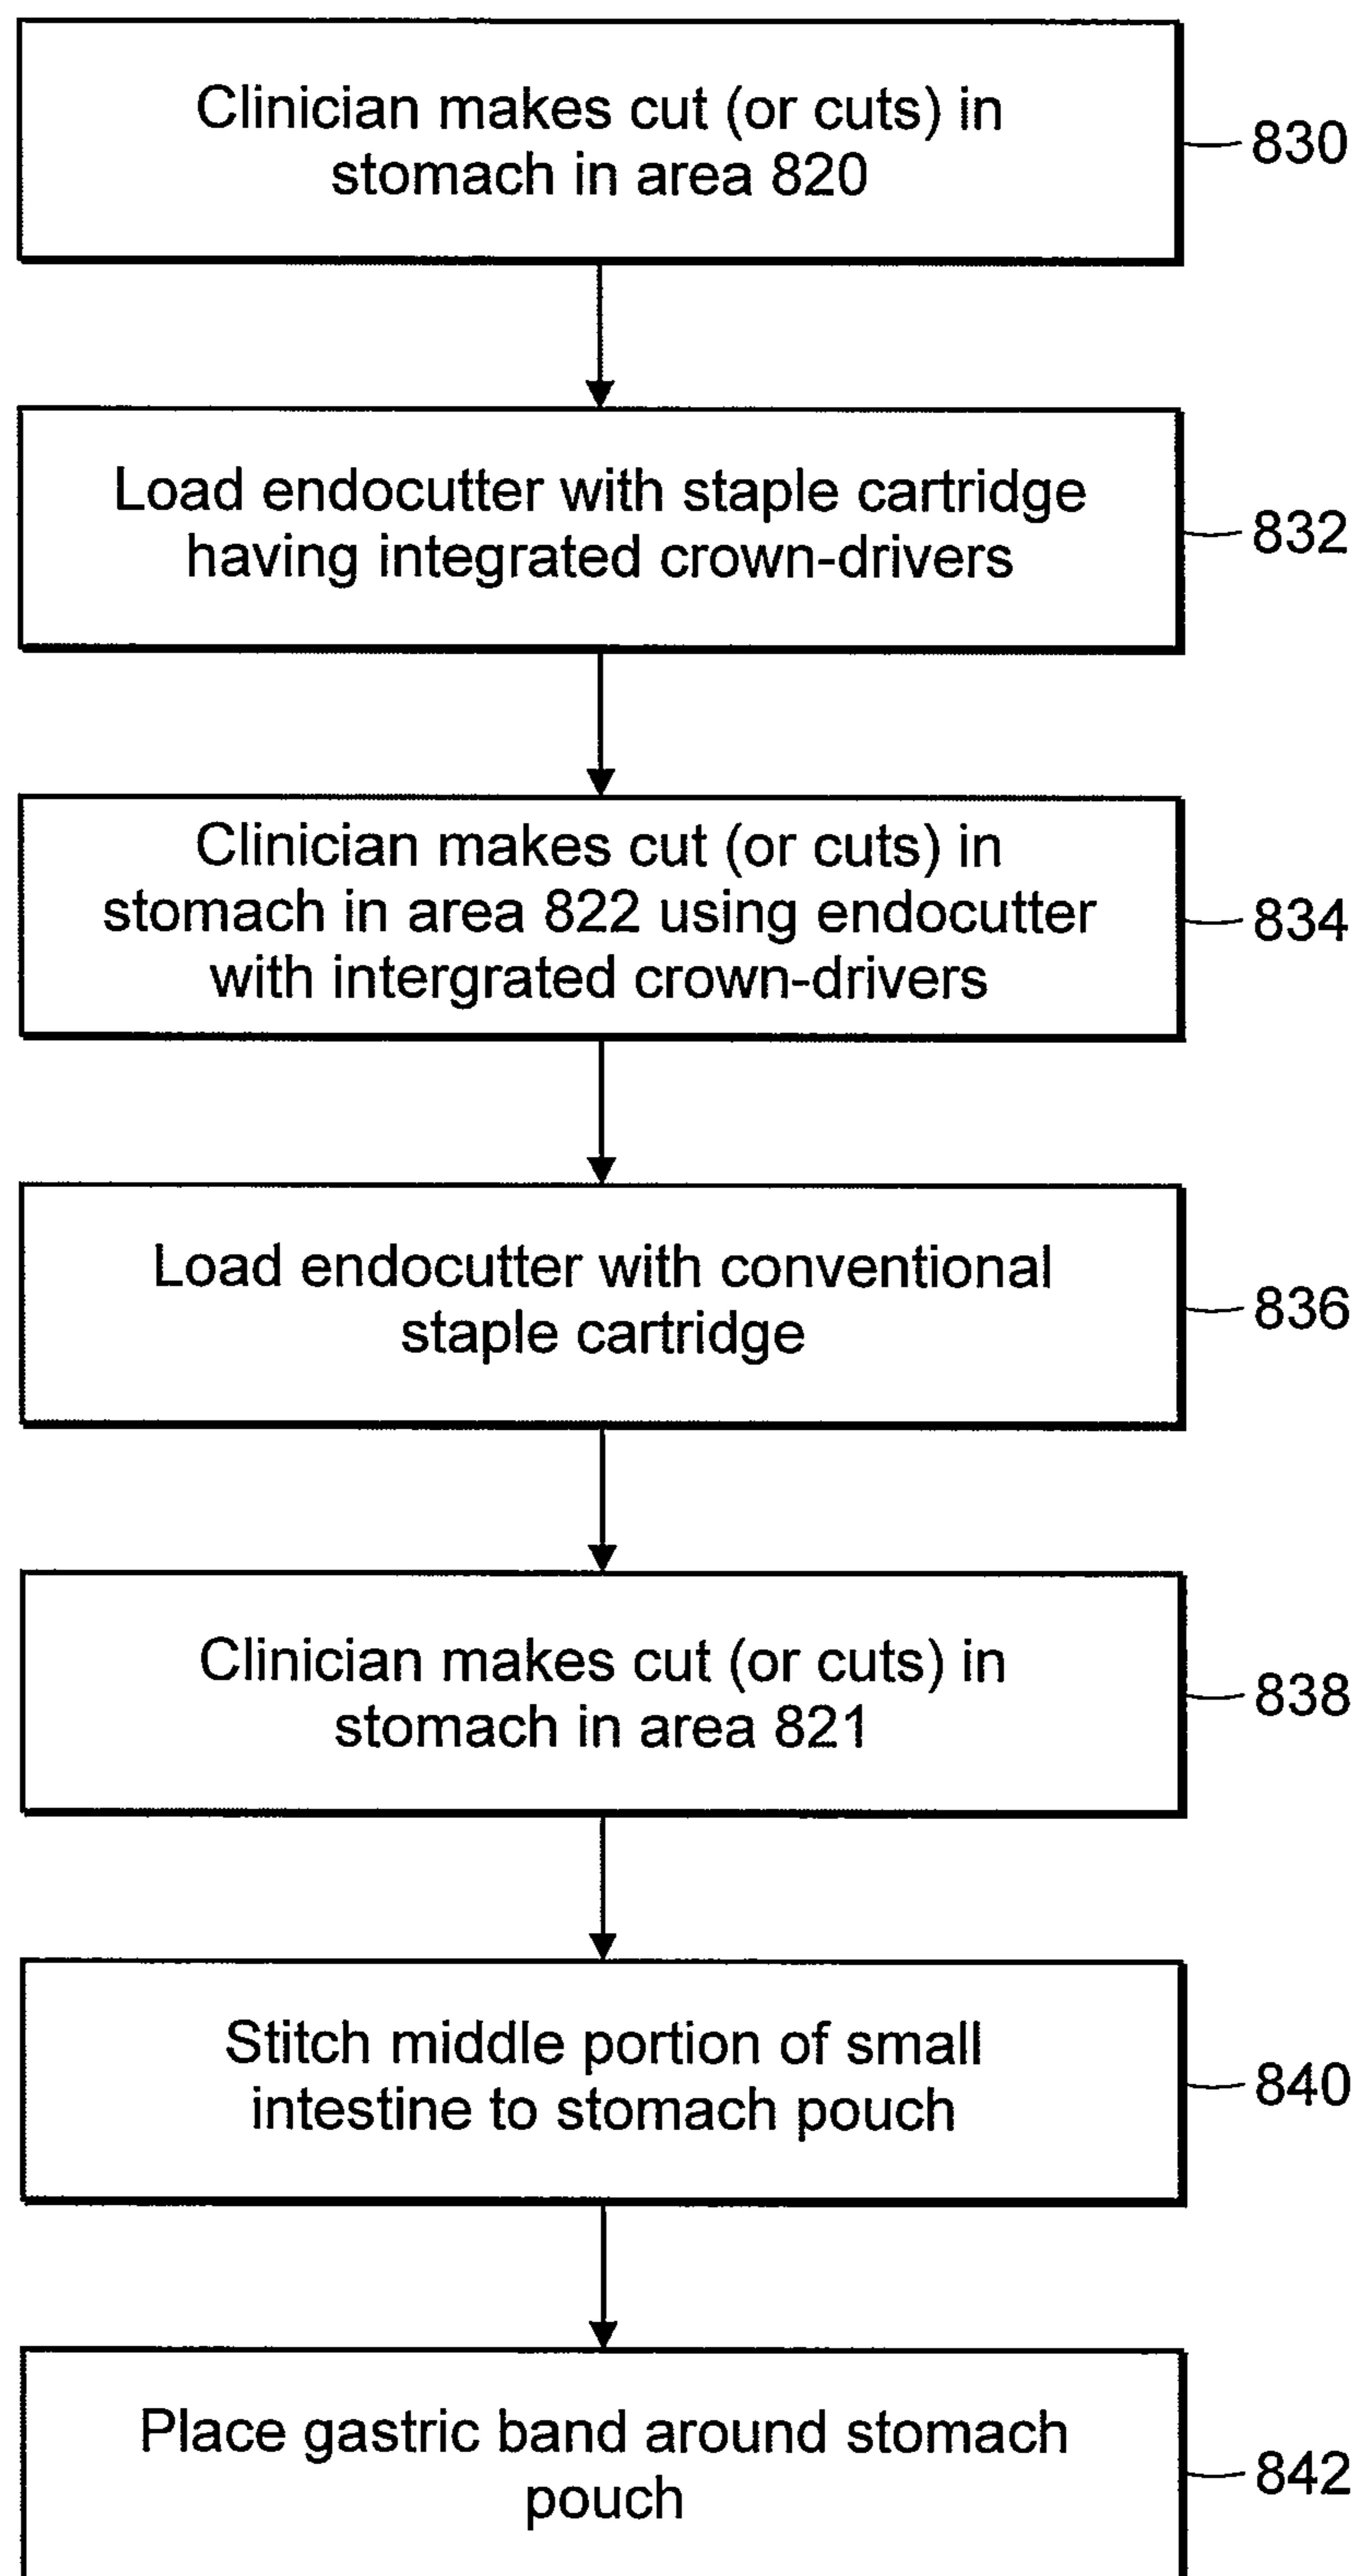 Clinician makes cut (or cuts) in
stomach in area 820
830
Load endocutter with staple cartridge
having integrated crown-drivers
832
Clinician makes cut (or cuts) in
stomach in area 822 using endocutter
with intergrated crown-drivers
834
Load endocutter with conventional
staple cartridge
836
Clinician makes cut (or cuts) in
stomach in area 821
838
Stitch middle portion of small
intestine to stomach pouch
840
Place gastric band around stomach
pouch
842